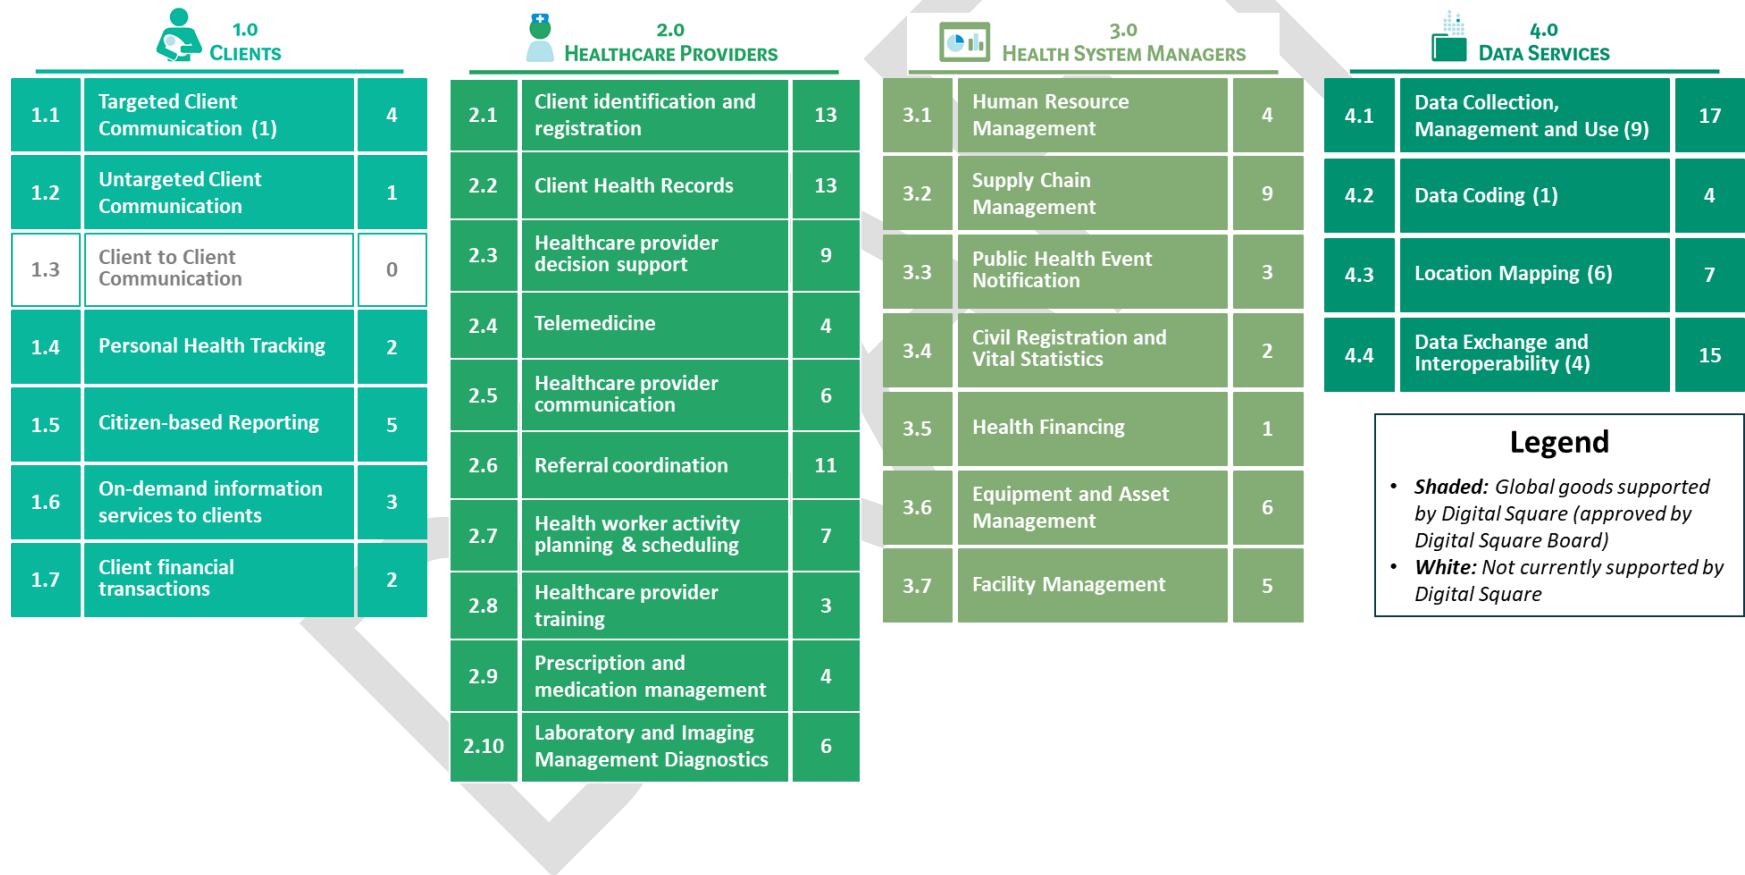 1.0
CLIENTS
1.1
Targeted Client
Communication (1)
4
1.2
Untargeted Client
Communication
1
1.3
Client to Client
Communication
0
1.4
Personal Health Tracking
2
1.5
Citizen-based Reporting
5
1.6
On-demand information
services to clients
3
1.7
Client financial
transactions
2
2.0
HEALTHCARE PROVIDERS
2.1
Client identification and
registration
13
2.2
Client Health Records
13
2.3
Healthcare provider
decision support
9
2.4
Telemedicine
4
2.5
Healthcare provider
communication
6
2.6
Referral coordination
11
2.7
Health worker activity
planning & scheduling
7
2.8
Healthcare provider
training
3
2.9
Prescription and
medication management
4
2.10
Laboratory and Imaging
Management Diagnostics
6
3.0
HEALTH SYSTEM MANAGERS
3.1
Human Resource
Management
4
3.2
Supply Chain
Management
9
3.3
Public Health Event
Notification
3
3.4
Civil Registration and
Vital Statistics
2
3.5
Health Financing
1
3.6
Equipment and Asset
Management
6
3.7
Facility Management
5
4.0
DATA SERVICES
4.1
Data Collection,
Management and Use (9)
17
4.2
Data Coding (1)
4
4.3
Location Mapping (6)
7
4.4
Data Exchange and
Interoperability (4)
15
Legend
• Shaded: Global goods supported
by Digital Square (approved by
Digital Square Board)
• White: Not currently supported by
Digital Square